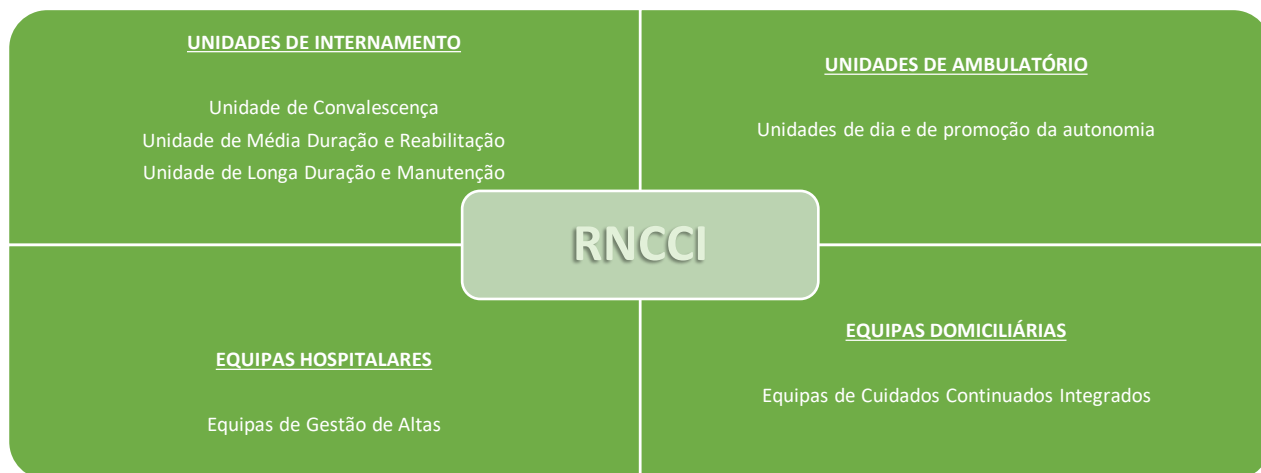 UNIDADES DE INTERNAMENTO
Unidade de Convalescença
Unidade de Média Duração e Reabilitação
Unidade de Longa Duração e Manutenção
UNIDADES DE AMBULATÓRIO
Unidades de dia e de promoção da autonomia
RNCCI
EQUIPAS HOSPITALARES
Equipas de Gestão de Altas
EQUIPAS DOMICILIÁRIAS
Equipas de Cuidados Continuados Integrados